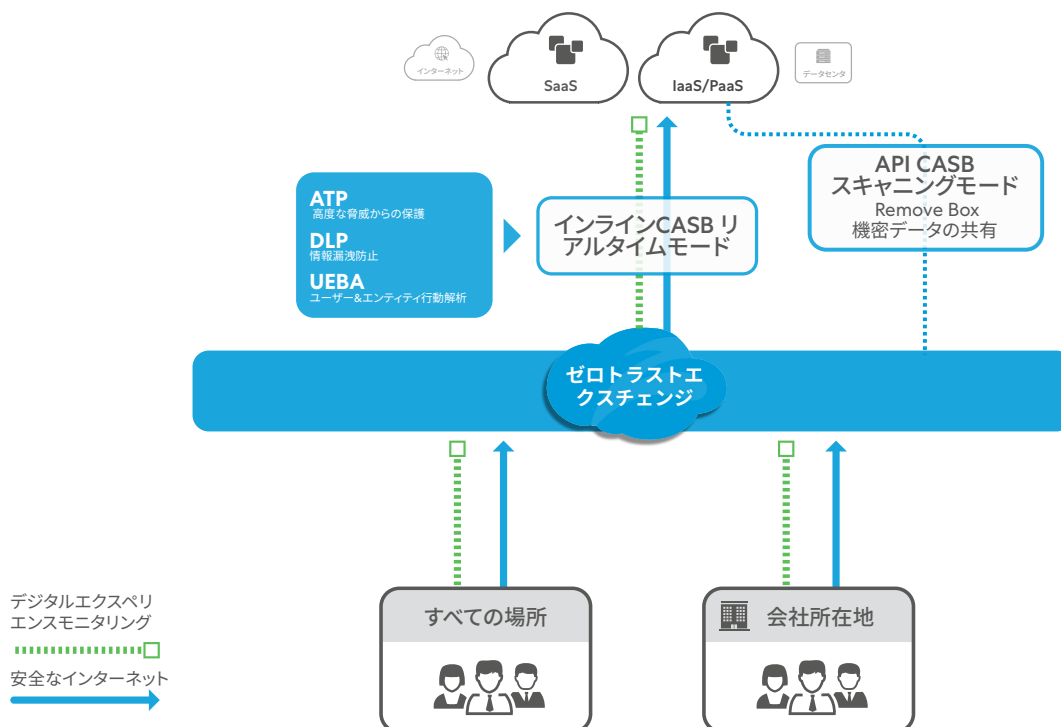 インターネット
SaaS
IaaS/PaaS
データセンタ
ATP
高度な脅威からの保護
DLP
情報漏洩防止
UEBA
ユーザー&エンティティ行動解析
インラインCASB リ
アルタイムモード
API CASB
スキャニングモード
Remove Box
機密データの共有
ゼロトラストエ
クスチェンジ
デジタルエクスペリ
エンスモニタリング
安全なインターネット
すべての場所
会社所在地